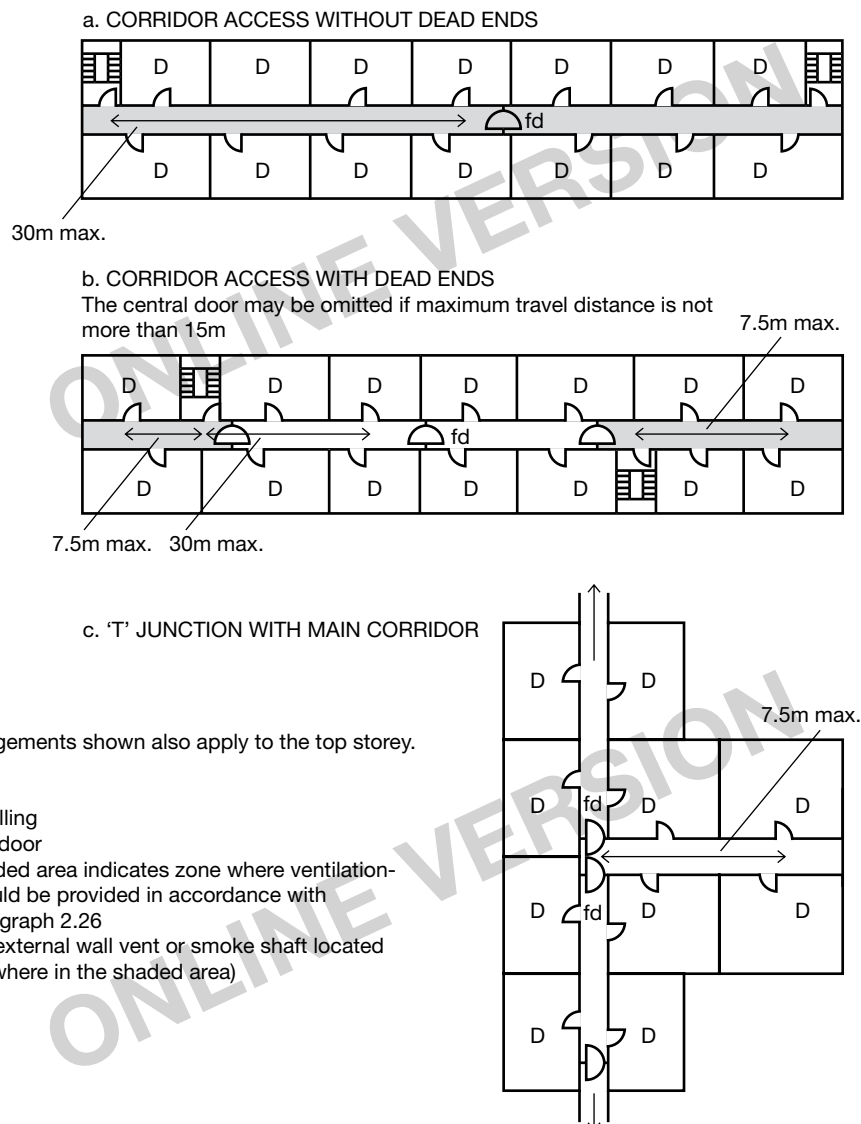 a. CORRIDOR ACCESS WITHOUT DEAD ENDS
D D D D D D D
fd
D D D D D D D
30m max.
b. CORRIDOR ACCESS WITH DEAD ENDS
The central door may be omitted if maximum travel distance is not
more than 15m
7.5m max.
D D D D D D D
fd
D D D D D D D
7.5m max. 30m max.
c. ‘T’ JUNCTION WITH MAIN CORRIDOR
D D
7.5m max.
D fd D D
D fd D D
D D
gements shown also apply to the top storey.
lling
door
ded area indicates zone where ventilation-
uld be provided in accordance with
graph 2.26
external wall vent or smoke shaft located
where in the shaded area)
ONLINE VERSION
ONLINE VERSION